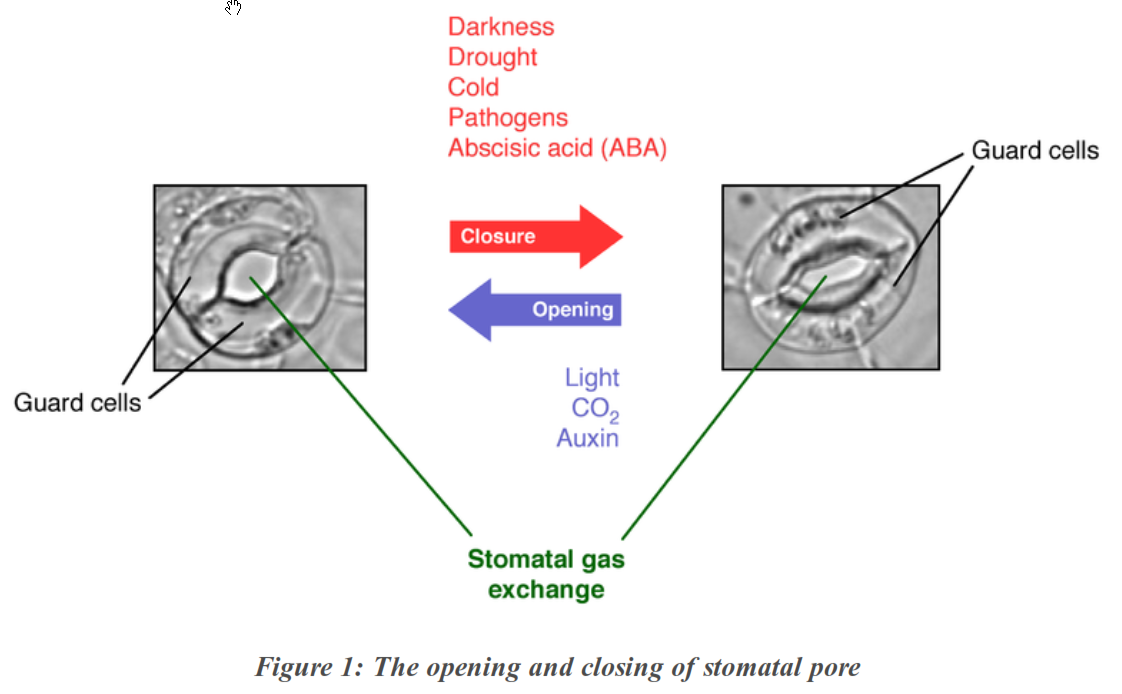 Darkness
Drought
Cold
Pathogens
Abscisic acid (ABA)
Guard cells
Closure
Opening
Guard cells
Light
CO₂
Auxin
Stomatal gas
exchange
Figure 1: The opening and closing of stomatal pore